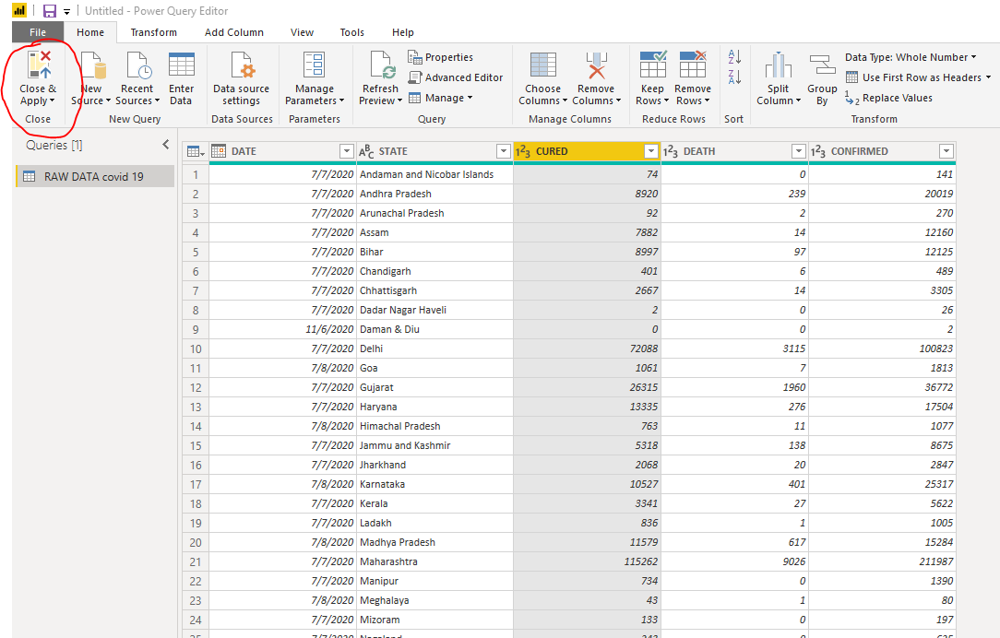 Untitled - Power Query Editor
File Home Transform Add Column View Tools Help
Close & Apply New Source Recent Sources Enter Data Data source settings Manage Parameters Refresh Preview Properties Advanced Editor Manage Choose Columns Remove Columns Keep Rows Remove Rows Split Column Group By Data Type: Whole Number Use First Row as Headers Replace Values
Close New Query Data Sources Parameters Query Manage Columns Reduce Rows Sort Transform
Queries [1]
RAW DATA covid 19
DATE STATE CURED DEATH CONFIRMED
1 7/7/2020 Andaman and Nicobar Islands 74 0 141
2 7/7/2020 Andhra Pradesh 8920 239 20019
3 7/7/2020 Arunachal Pradesh 92 2 270
4 7/7/2020 Assam 7882 14 12160
5 7/7/2020 Bihar 8997 97 12125
6 7/7/2020 Chandigarh 401 6 489
7 7/7/2020 Chhattisgarh 2667 14 3305
8 7/7/2020 Dadar Nagar Haveli 2 0 26
9 11/6/2020 Daman & Diu 0 0 2
10 7/7/2020 Delhi 72088 3115 100823
11 7/8/2020 Goa 1061 7 1813
12 7/7/2020 Gujarat 26315 1960 36772
13 7/7/2020 Haryana 13335 276 17504
14 7/8/2020 Himachal Pradesh 763 11 1077
15 7/7/2020 Jammu and Kashmir 5318 138 8675
16 7/7/2020 Jharkhand 2068 20 2847
17 7/8/2020 Karnataka 10527 401 25317
18 7/7/2020 Kerala 3341 27 5622
19 7/7/2020 Ladakh 836 1 1005
20 7/8/2020 Madhya Pradesh 11579 617 15284
21 7/7/2020 Maharashtra 115262 9026 211987
22 7/7/2020 Manipur 734 0 1390
23 7/8/2020 Meghalaya 43 1 80
24 7/7/2020 Mizoram 133 0 197